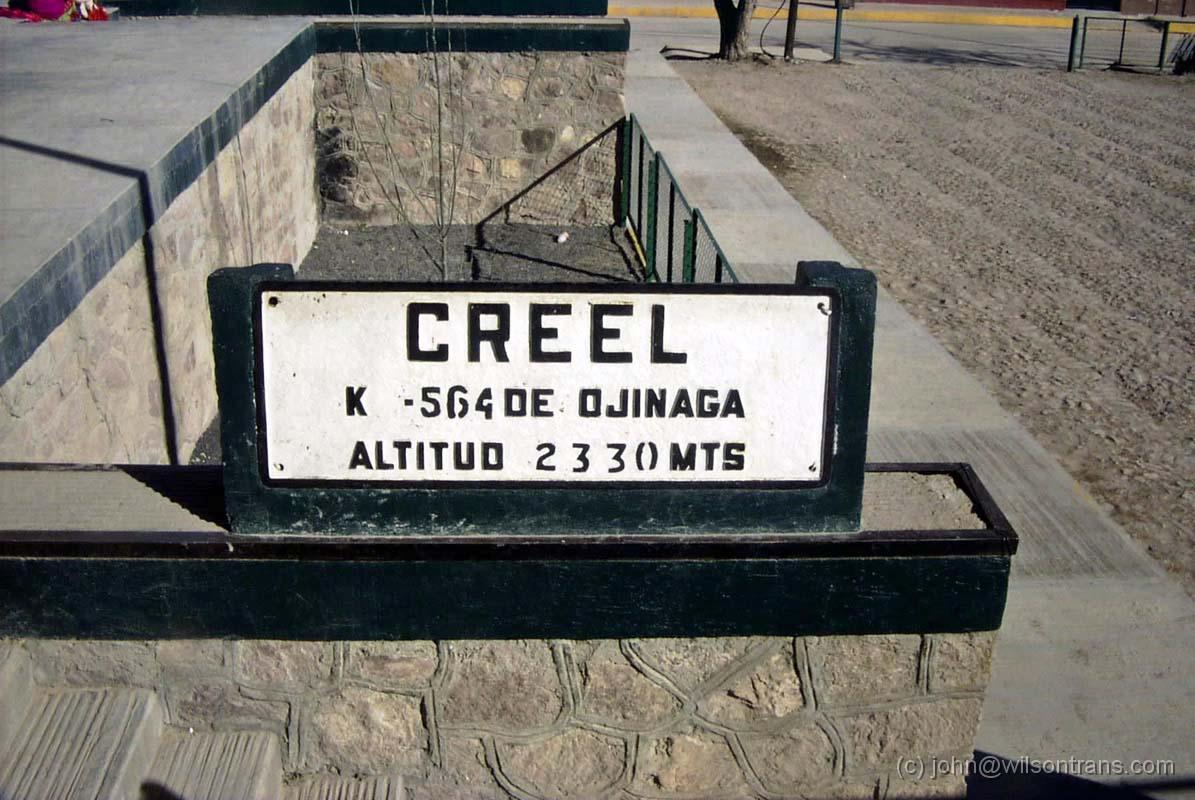 CREEL
K -564 DE OJINAGA
ALTITUD 2330 MTS
(c) john@wilsontrans.com